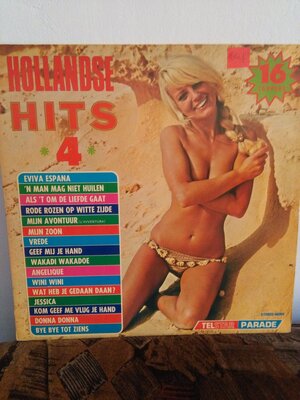 HOLLANDSE
HITS
*4*
16
EVIVA ESPANA
'N MAN MAG NIET HUILEN
ALS 'T OM DE LIEFDE GAAT
RODE ROZEN OP WITTE ZIJDE
MIJN AVONTUUR
MIJN ZOON
VREDE
GEEF MIJ JE HAND
WAKADI WAKADOE
ANGELIQUE
WINI WINI
WAT HEB JE GEDAAN DAAN?
JESSICA
KOM GEEF ME VLUG JE HAND
DONNA DONNA
BYE BYE TOT ZIENS
TELSTAR PARADE
STEREO